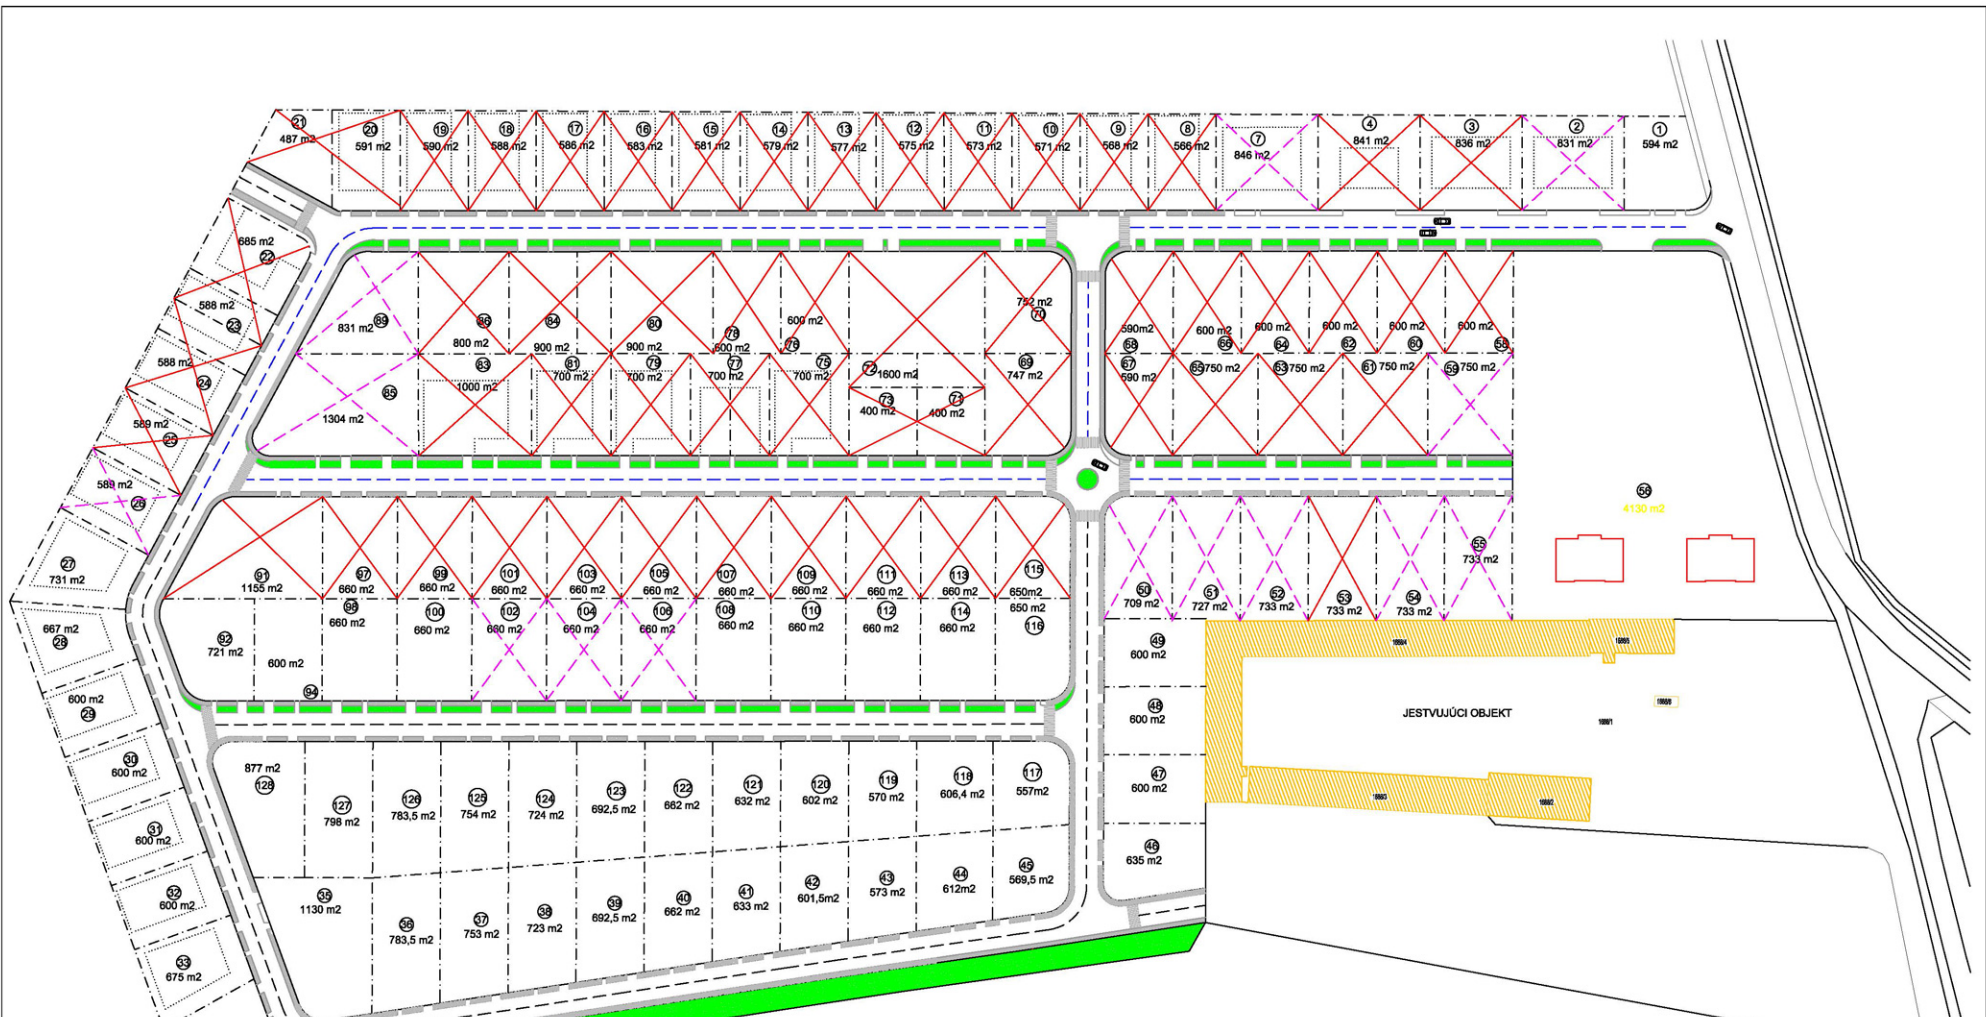 21
487 m2
20
591 m2
19
590 m2
18
588 m2
17
586 m2
16
583 m2
15
581 m2
14
579 m2
13
577 m2
12
575 m2
11
573 m2
10
571 m2
9
568 m2
8
566 m2
7
846 m2
4
841 m2
3
836 m2
2
831 m2
1
594 m2
685 m2
22
588 m2
23
588 m2
24
589 m2
25
589 m2
26
27
731 m2
667 m2
28
600 m2
29
30
600 m2
31
600 m2
32
600 m2
33
675 m2
89
831 m2
86
800 m2
84
900 m2
80
900 m2
78
600 m2
600 m2
76
752 m2
70
85
1304 m2
83
1000 m2
81
700 m2
79
700 m2
77
700 m2
75
700 m2
72
1600 m2
73
400 m2
71
400 m2
69
747 m2
590m2
68
600 m2
66
600 m2
64
600 m2
62
600 m2
60
600 m2
58
67
590 m2
65
750 m2
63
750 m2
61
750 m2
59
750 m2
56
4130 m2
91
1155 m2
97
660 m2
99
660 m2
101
660 m2
103
660 m2
105
660 m2
107
660 m2
109
660 m2
111
660 m2
113
660 m2
115
650m2
92
721 m2
600 m2
94
98
660 m2
100
660 m2
102
660 m2
104
660 m2
106
660 m2
108
660 m2
110
660 m2
112
660 m2
114
660 m2
650 m2
116
50
709 m2
51
727 m2
52
733 m2
53
733 m2
54
733 m2
55
733 m2
49
600 m2
48
600 m2
47
600 m2
46
635 m2
JESTVUJÚCI OBJEKT
877 m2
128
127
798 m2
126
783,5 m2
125
754 m2
124
724 m2
123
692,5 m2
122
662 m2
121
632 m2
120
602 m2
119
570 m2
118
606,4 m2
117
557m2
35
1130 m2
36
783,5 m2
37
753 m2
38
723 m2
39
692,5 m2
40
662 m2
41
633 m2
42
601,5m2
43
573 m2
44
612m2
45
569,5 m2